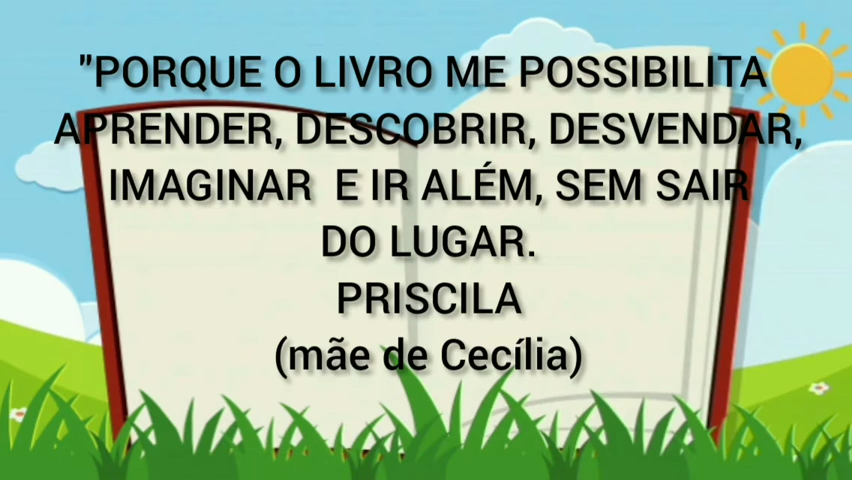 "PORQUE O LIVRO ME POSSIBILITA
APRENDER, DESCOBRIR, DESVENDAR,
IMAGINAR E IR ALÉM, SEM SAIR
DO LUGAR.
PRISCILA
(mãe de Cecília)